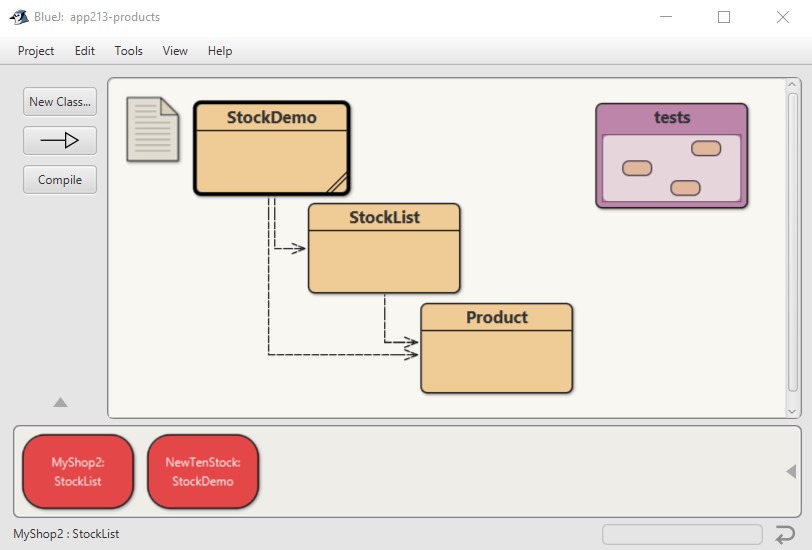 BlueJ: app213-products
Project Edit Tools View Help
New Class...
Compile
StockDemo
StockList
Product
tests
MyShop2:
StockList
NewTenStock:
StockDemo
MyShop2 : StockList